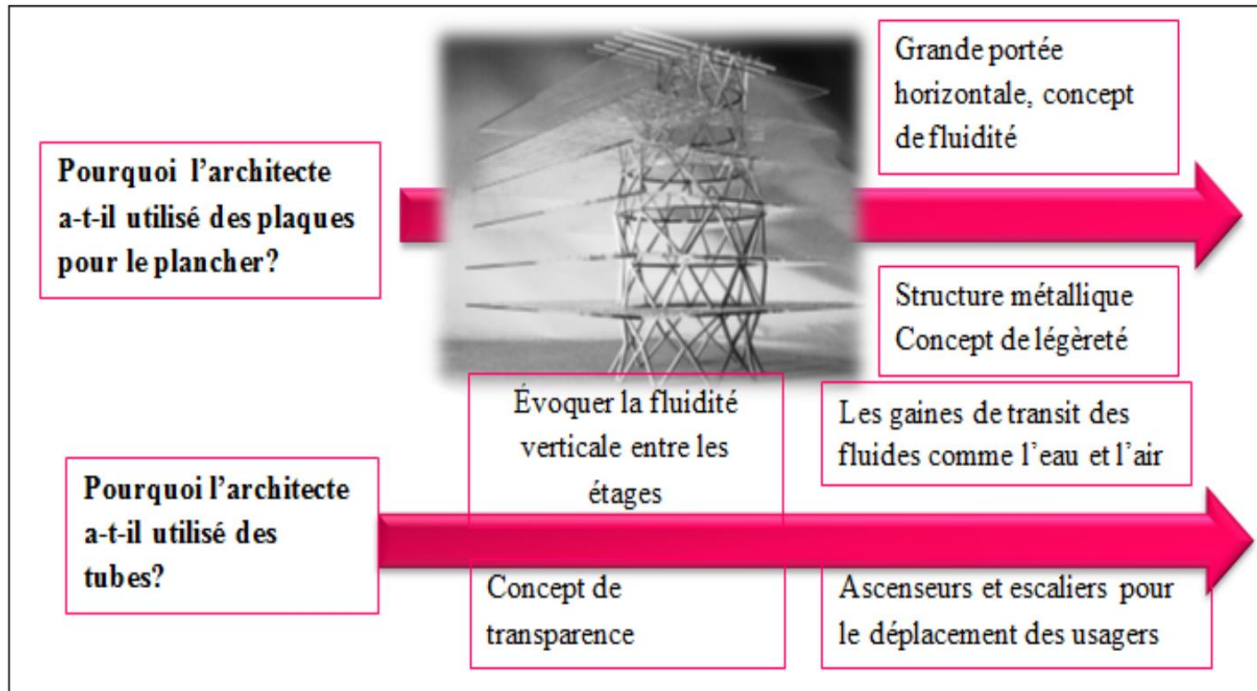 Pourquoi l'architecte
a-t-il utilisé des plaques
pour le plancher?
Grande portée
horizontale, concept
de fluidité
Structure métallique
Concept de légèreté
Pourquoi l'architecte
a-t-il utilisé des
tubes?
Évoquer la fluidité
verticale entre les
étages
Les gaines de transit des
fluides comme l'eau et l'air
Concept de
transparence
Ascenseurs et escaliers pour
le déplacement des usagers